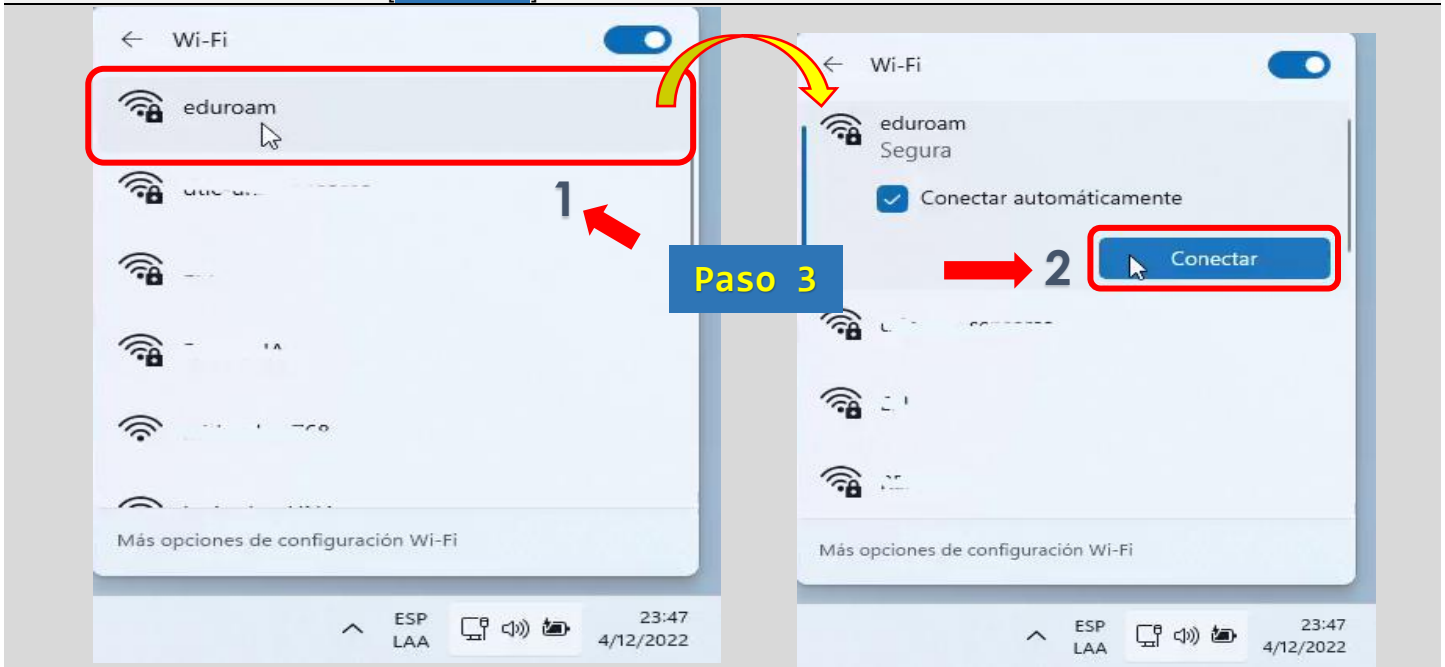 Wi-Fi
eduroam
1
Más opciones de configuración Wi-Fi
ESP
LAA
23:47
4/12/2022
Paso 3
Wi-Fi
eduroam
Segura
Conectar automáticamente
2
Conectar
Más opciones de configuración Wi-Fi
ESP
LAA
23:47
4/12/2022